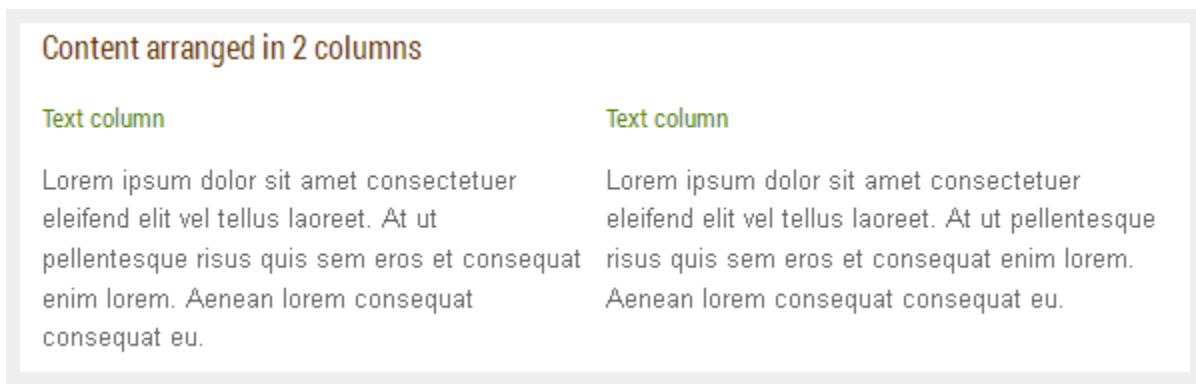 Content arranged in 2 columns
Text column
Lorem ipsum dolor sit amet consectetuer
eleifend elit vel tellus laoreet. At ut
pellentesque risus quis sem eros et consequat
enim lorem. Aenean lorem consequat
consequat eu.
Text column
Lorem ipsum dolor sit amet consectetuer
eleifend elit vel tellus laoreet. At ut pellentesque
risus quis sem eros et consequat enim lorem.
Aenean lorem consequat consequat eu.